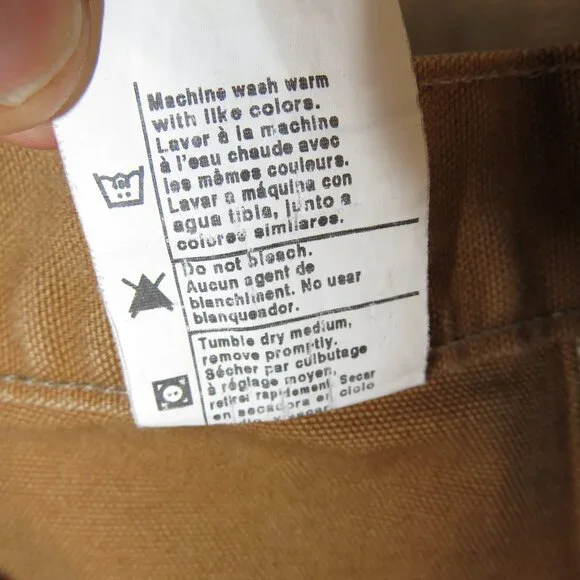 Machine wash warm
with like colors.
Laver à la machine
à l'eau chaude avec
les mêmes couleurs.
Lavar a máquina con
agua tibia, junto a
colores similares.
Do not bleach.
Aucun agent de
blanchiment. No usar
blanqueador.
Tumble dry medium,
remove promptly.
Sécher par culbutage
à réglage moyen,
retirer rapidement Secar
en secadora en ciclo